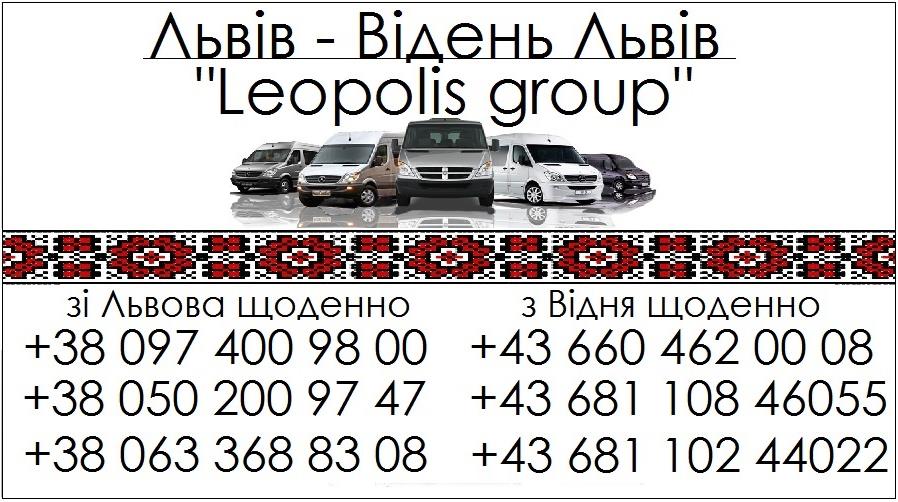 Львів - Відень Львів
"Leopolis group"
зі Львова щоденно
+38 097 400 98 00
+38 050 200 97 47
+38 063 368 83 08
з Відня щоденно
+43 660 462 00 08
+43 681 108 46055
+43 681 102 44022